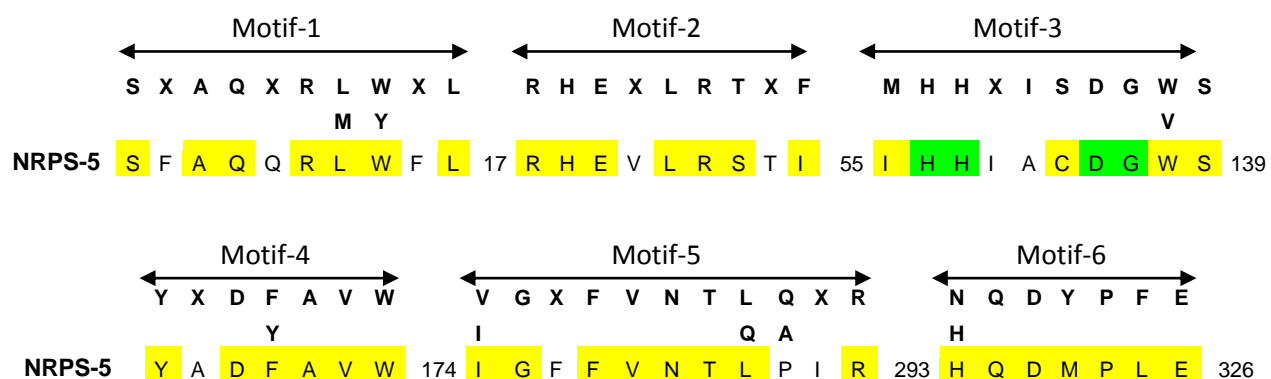 Motif-1 Motif-2 Motif-3
S X A Q X R L W X L R H E X L R T X F M H H X I S D G W S
M Y V
NRPS-5 S F A Q Q R L W F L 17 R H E V L R S T I 55 I H H I A C D G W S 139
Motif-4 Motif-5 Motif-6
Y X D F A V W V G X F V N T L Q X R N Q D Y P F E
Y I Q A H
NRPS-5 Y A D F A V W 174 I G F F V N T L P I R 293 H Q D M P L E 326